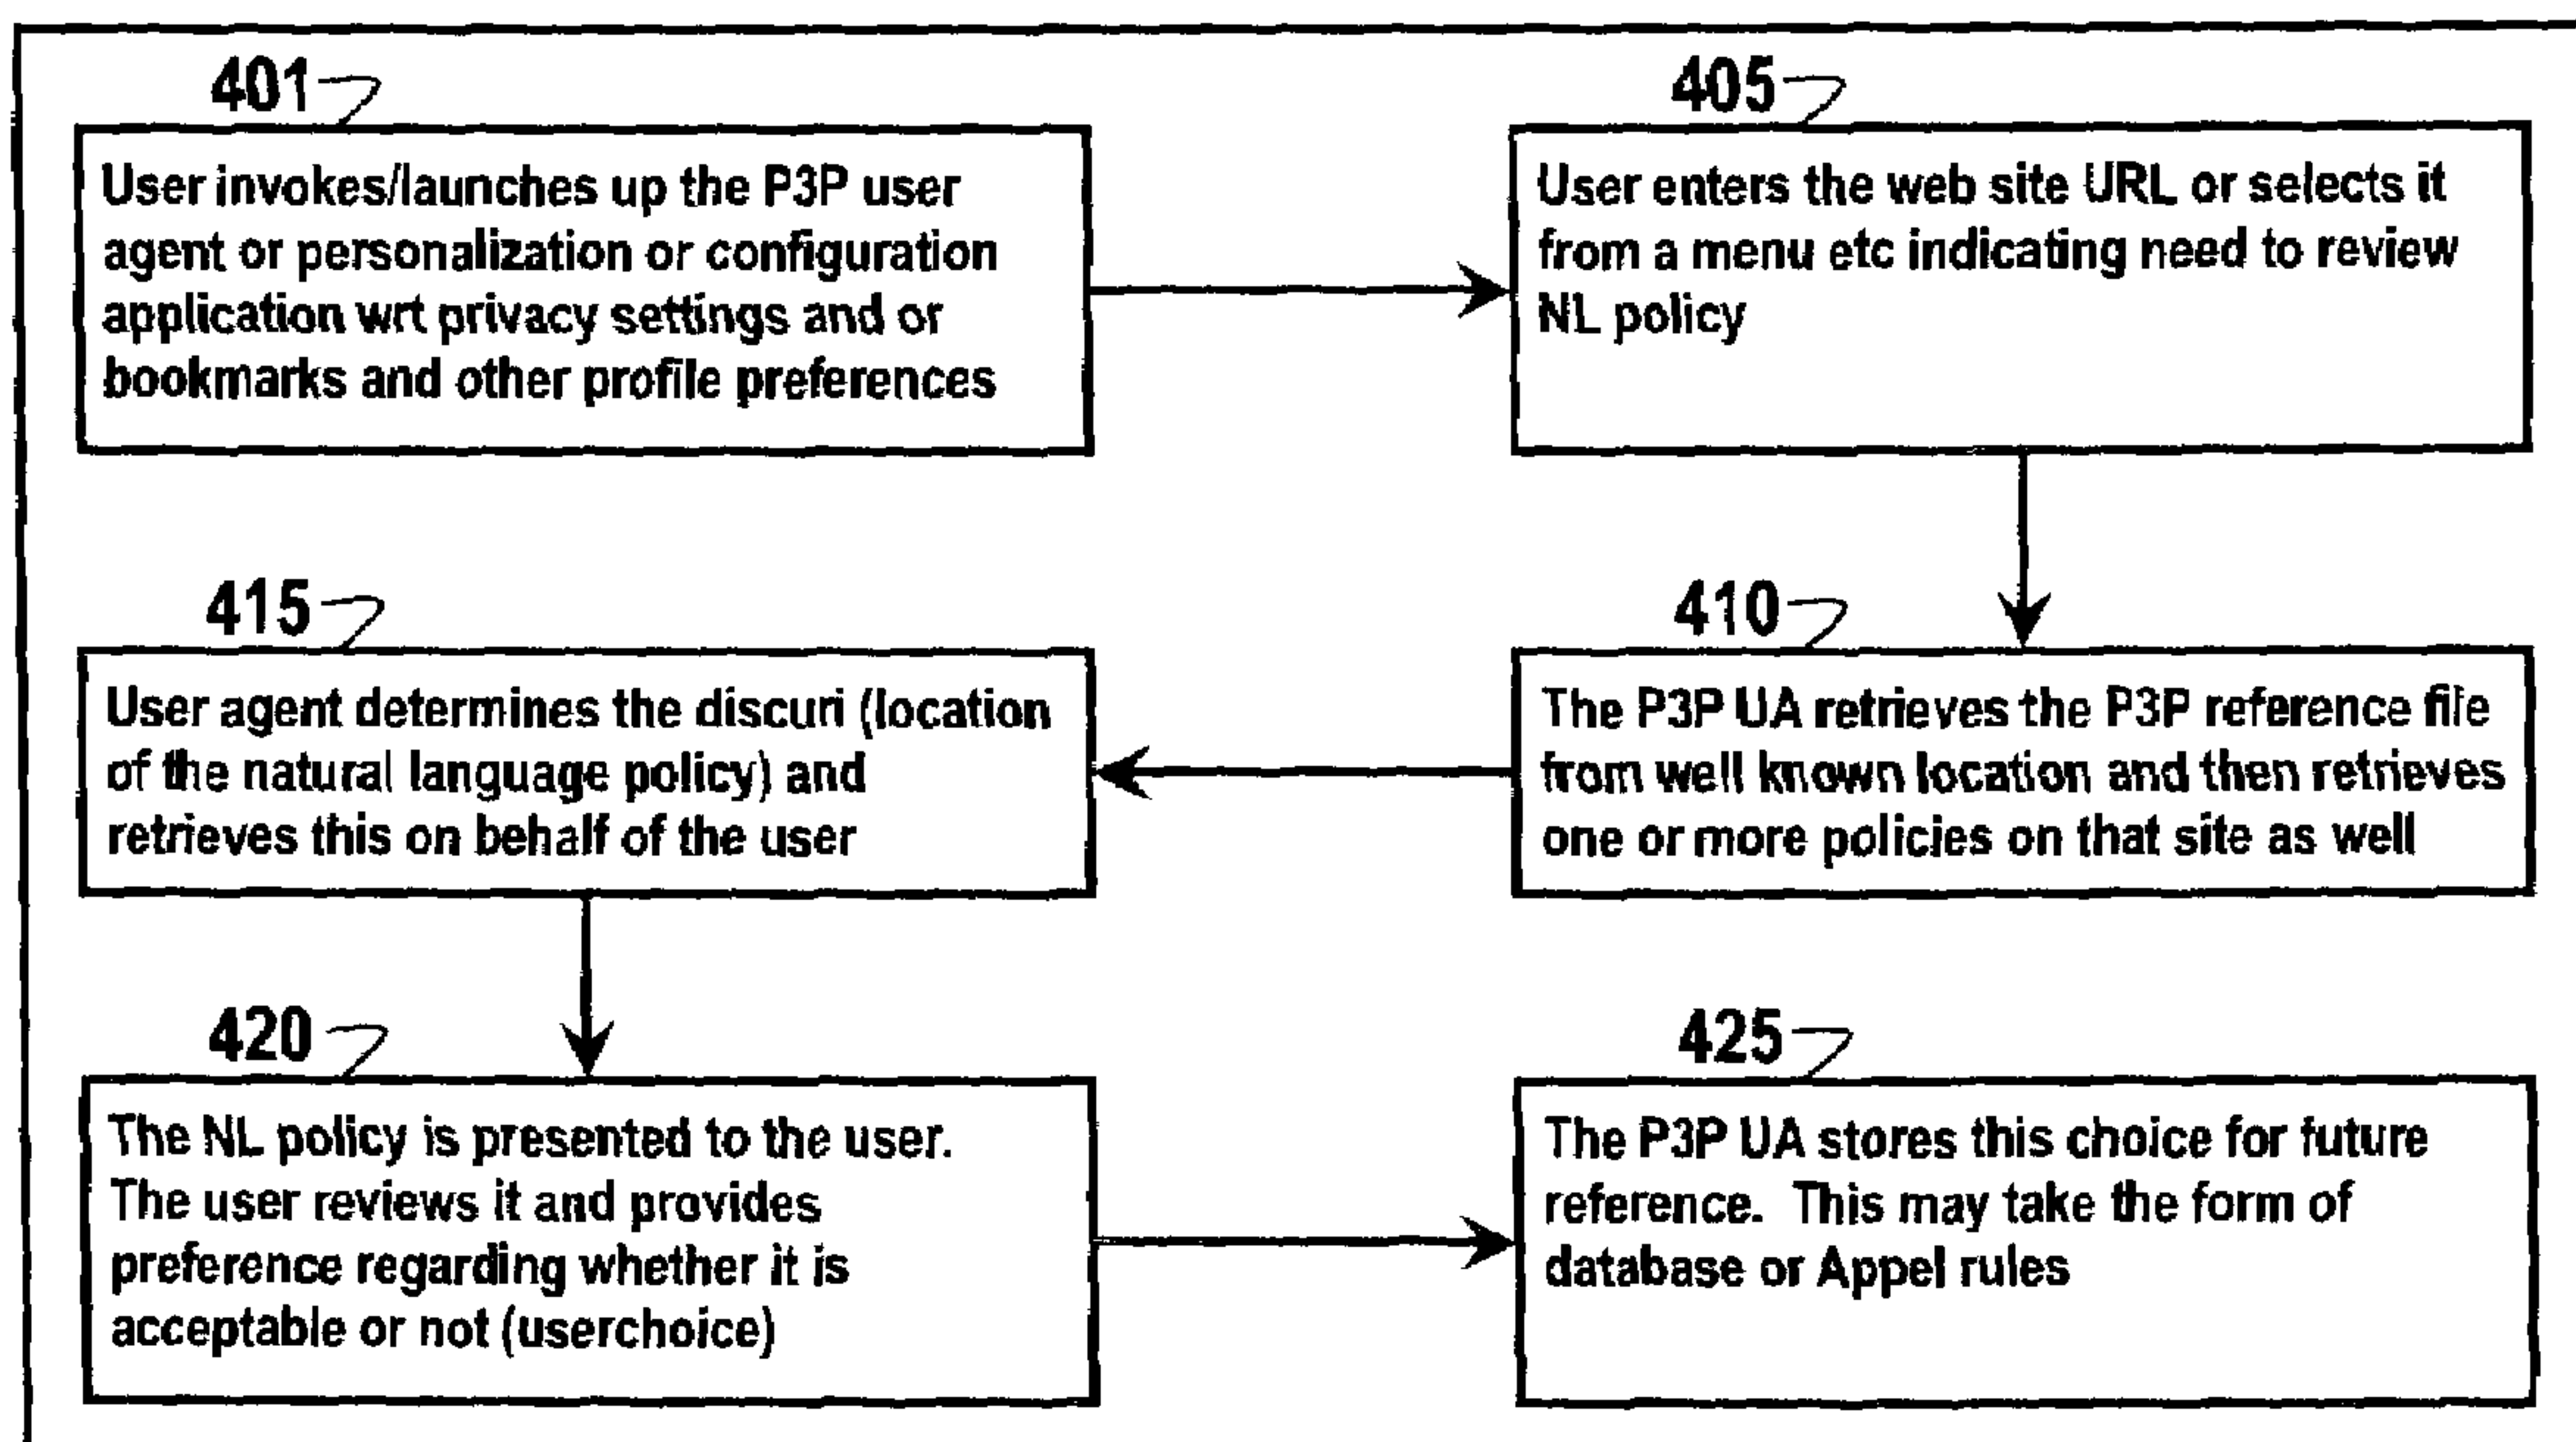 401
User invokes/launches up the P3P user
agent or personalization or configuration
application wrt privacy settings and or
bookmarks and other profile preferences
405
User enters the web site URL or selects it
from a menu etc indicating need to review
NL policy
410
The P3P UA retrieves the P3P reference file
from well known location and then retrieves
one or more policies on that site as well
415
User agent determines the discuri (location
of the natural language policy) and
retrieves this on behalf of the user
420
The NL policy is presented to the user.
The user reviews it and provides
preference regarding whether it is
acceptable or not (userchoice)
425
The P3P UA stores this choice for future
reference. This may take the form of
database or Appel rules